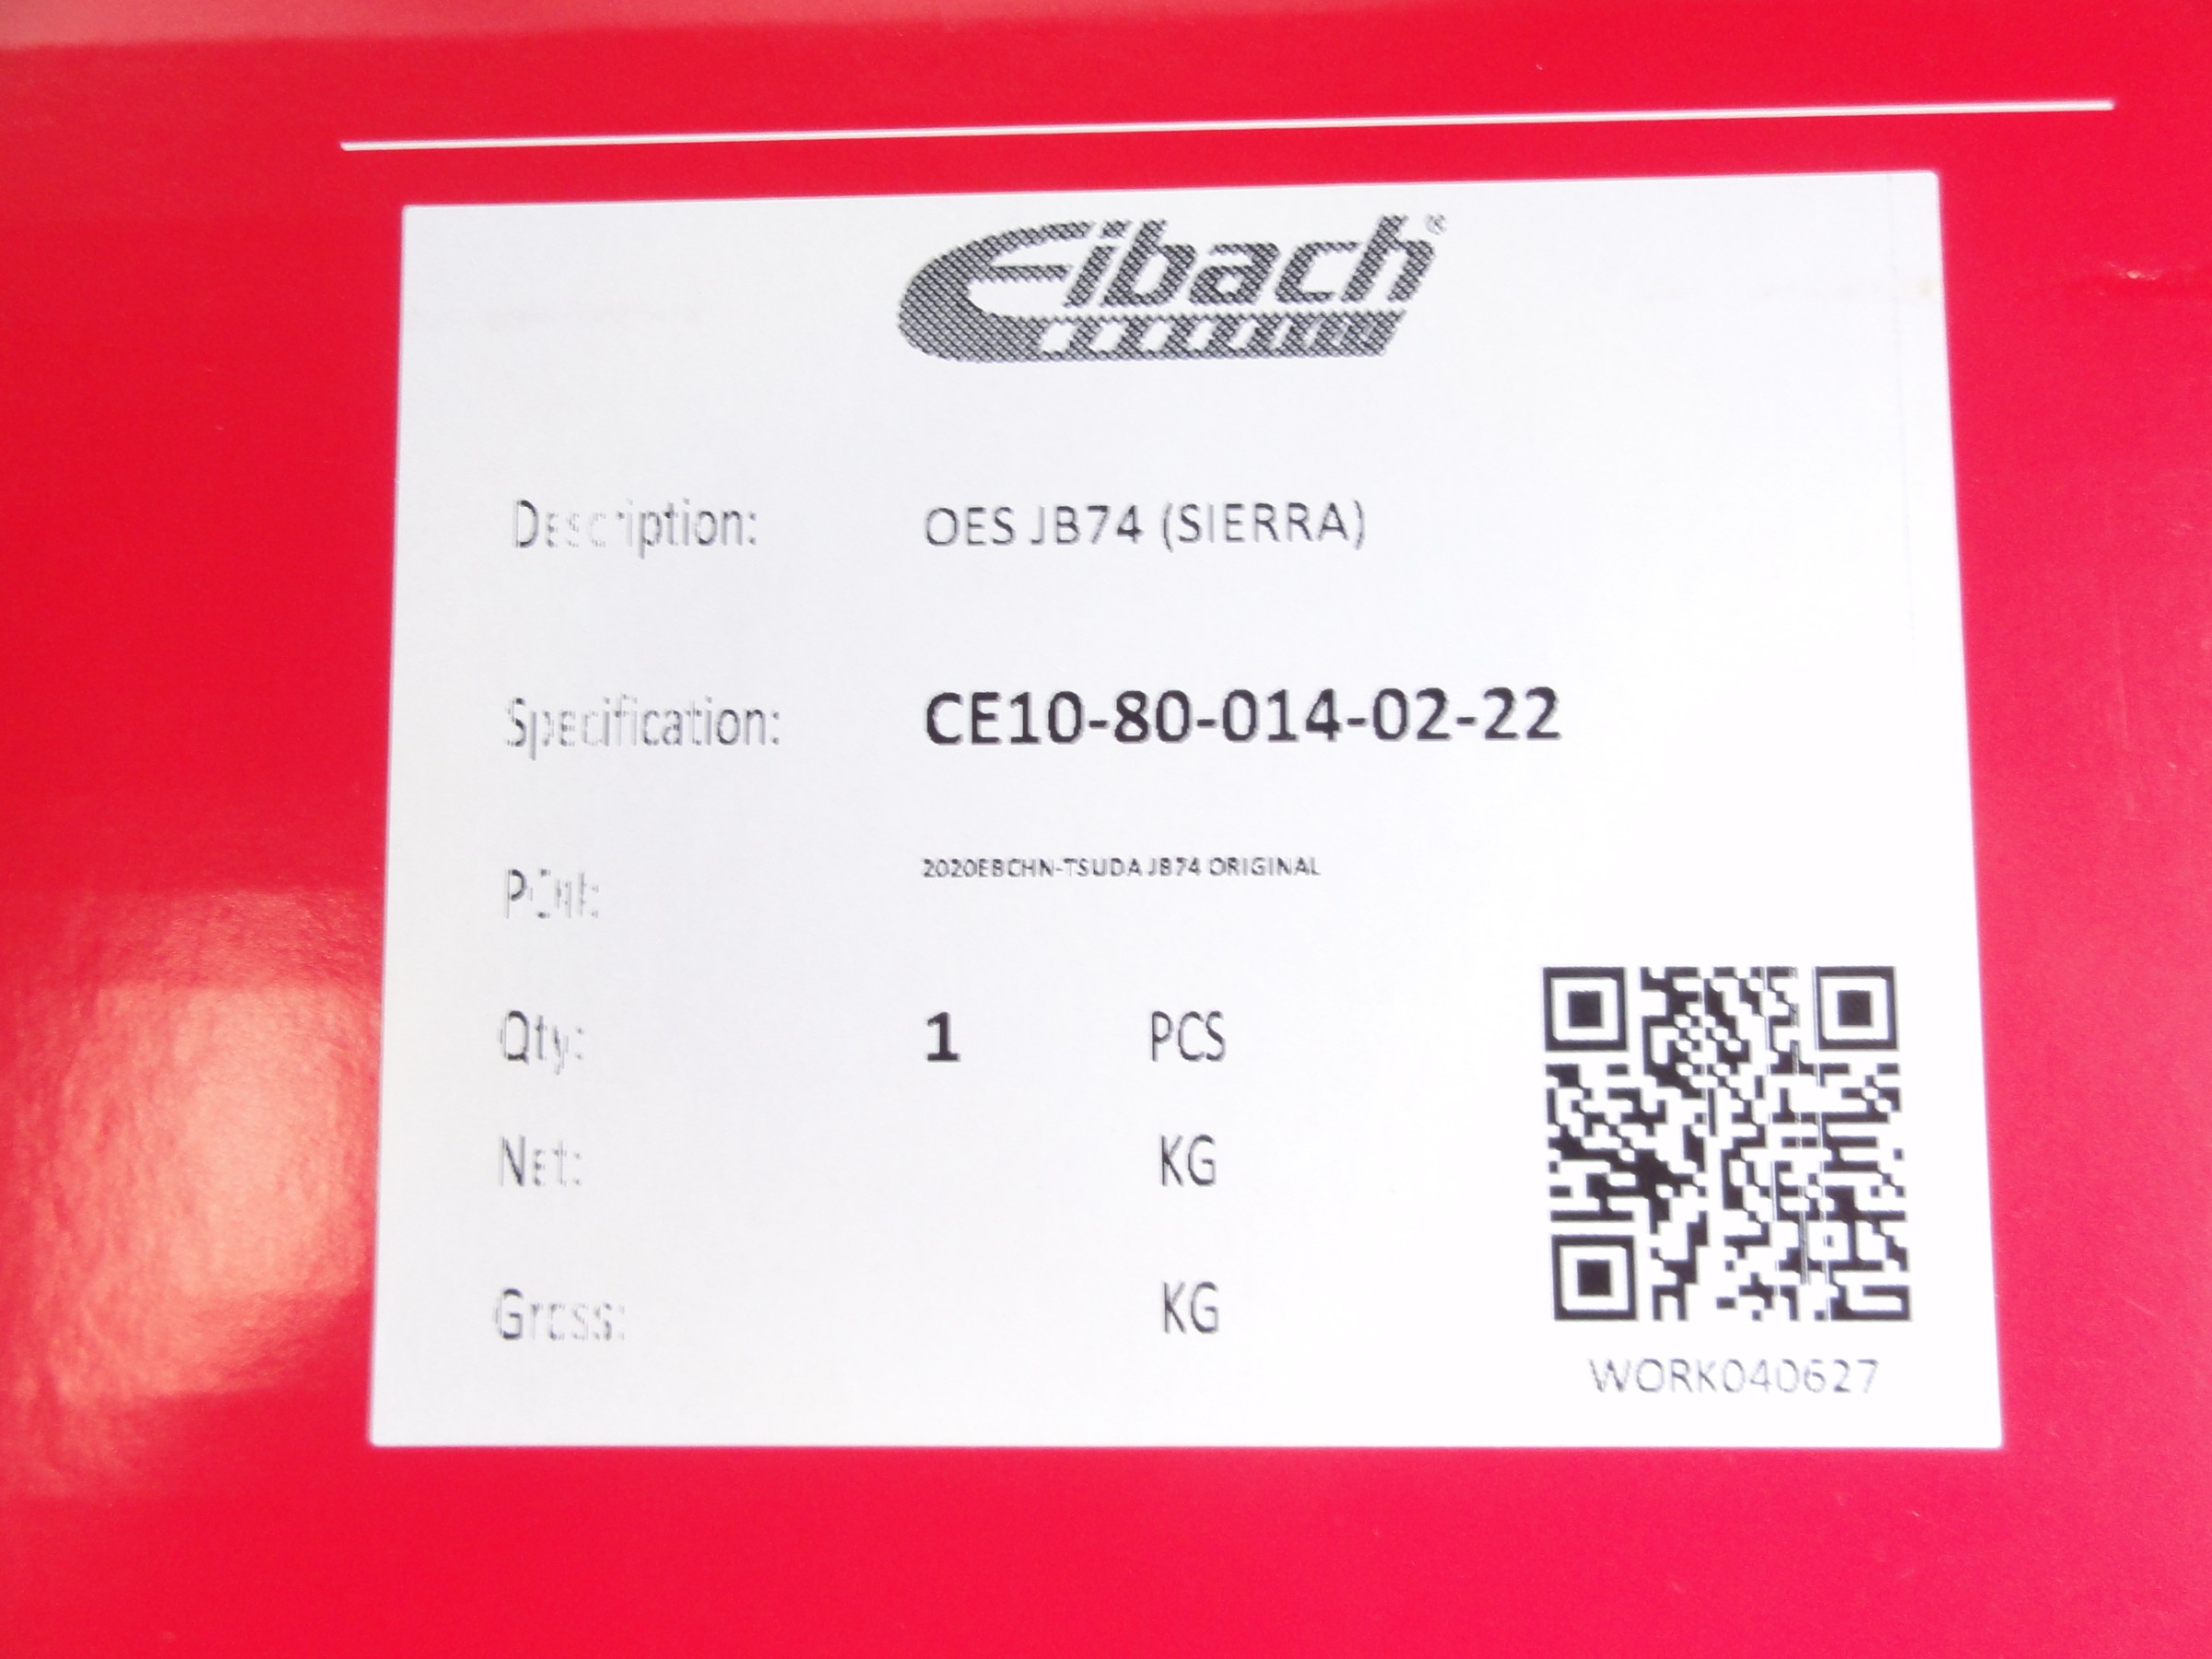 Eibach®
Description: OES JB74 (SIERRA)
Specification: CE10-80-014-02-22
2020EBCHN-TSUDA JB74 ORIGINAL
Qty: 1 PCS
Net: KG
Gross: KG
WORK040627